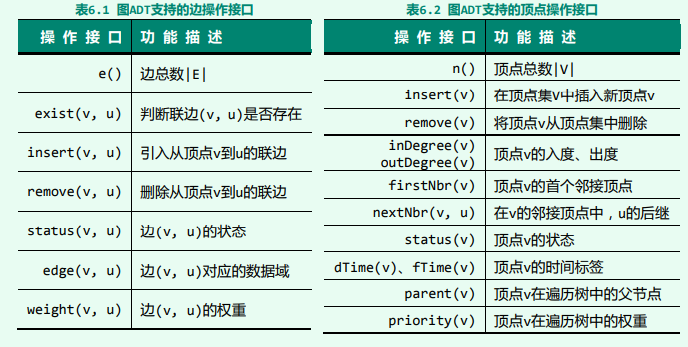 表6.1 图ADT支持的边操作接口
操作接口 功能描述
e() 边总数|E|
exist(v, u) 判断联边(v, u)是否存在
insert(v, u) 引入从顶点v到u的联边
remove(v, u) 删除从顶点v到u的联边
status(v, u) 边(v, u)的状态
edge(v, u) 边(v, u)对应的数据域
weight(v, u) 边(v, u)的权重
表6.2 图ADT支持的顶点操作接口
操作接口 功能描述
n() 顶点总数|V|
insert(v) 在顶点集V中插入新顶点v
remove(v) 将顶点v从顶点集中删除
inDegree(v)
outDegree(v) 顶点v的入度、出度
firstNbr(v) 顶点v的首个邻接顶点
nextNbr(v, u) 在v的邻接顶点中，u的后继
status(v) 顶点v的状态
dTime(v)、fTime(v) 顶点v的时间标签
parent(v) 顶点v在遍历树中的父节点
priority(v) 顶点v在遍历树中的权重